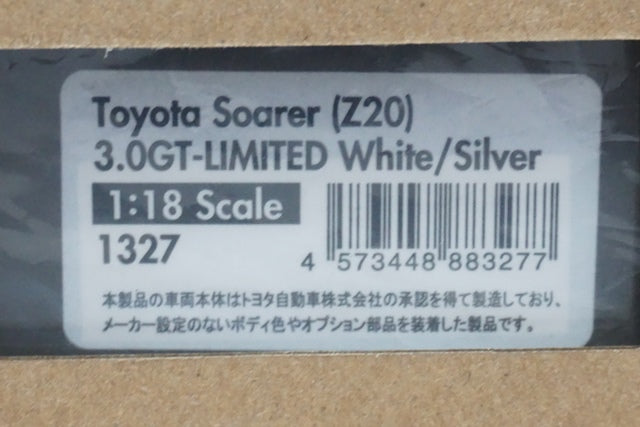 Toyota Soarer (Z20)
3.0GT-LIMITED White/Silver
1:18 Scale
1327
4 573448 883277
本製品の車両本体はトヨタ自動車株式会社の承認を得て製造しており、
メーカー設定のないボディ色やオプション部品を装着した製品です。